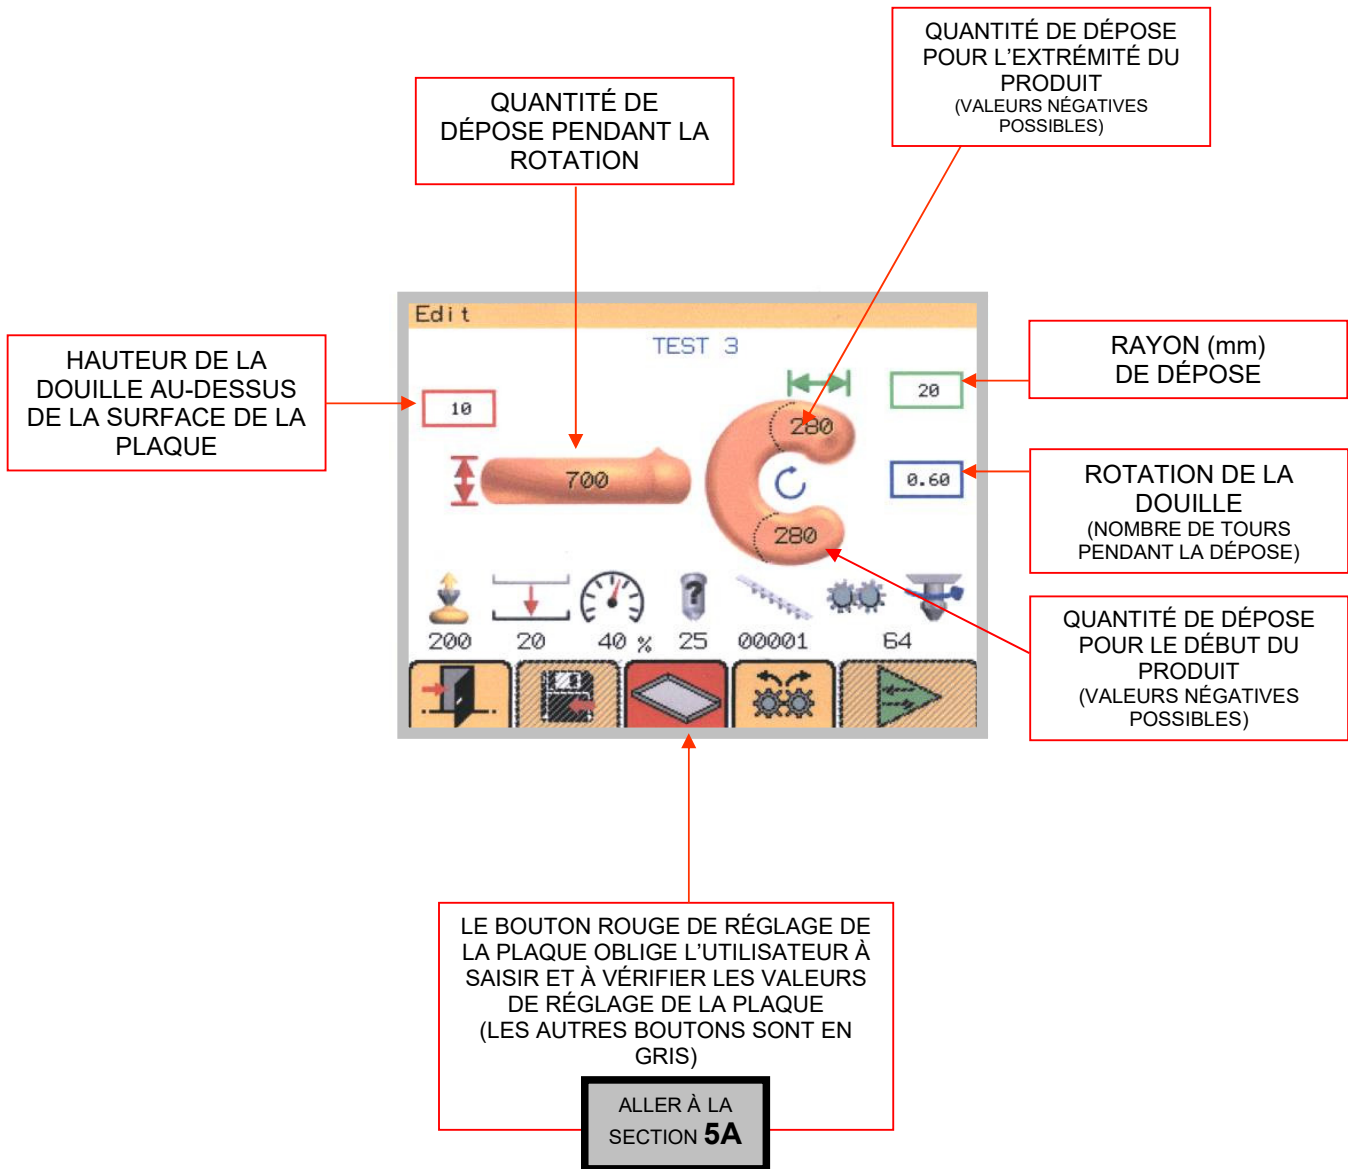 QUANTITÉ DE DÉPOSE
POUR L'EXTRÉMITÉ DU
PRODUIT
(VALEURS NÉGATIVES
POSSIBLES)
QUANTITÉ DE
DÉPOSE PENDANT LA
ROTATION
HAUTEUR DE LA
DOUILLE AU-DESSUS
DE LA SURFACE DE LA
PLAQUE
Edit
TEST 3
10
700
280
280
20
0.60
200 20 40 % 25 00001 64
RAYON (mm)
DE DÉPOSE
ROTATION DE LA
DOUILLE
(NOMBRE DE TOURS
PENDANT LA DÉPOSE)
QUANTITÉ DE DÉPOSE
POUR LE DÉBUT DU
PRODUIT
(VALEURS NÉGATIVES
POSSIBLES)
LE BOUTON ROUGE DE RÉGLAGE DE
LA PLAQUE OBLIGE L'UTILISATEUR À
SAISIR ET À VÉRIFIER LES VALEURS
DE RÉGLAGE DE LA PLAQUE
(LES AUTRES BOUTONS SONT EN
GRIS)
ALLER À LA
SECTION 5A